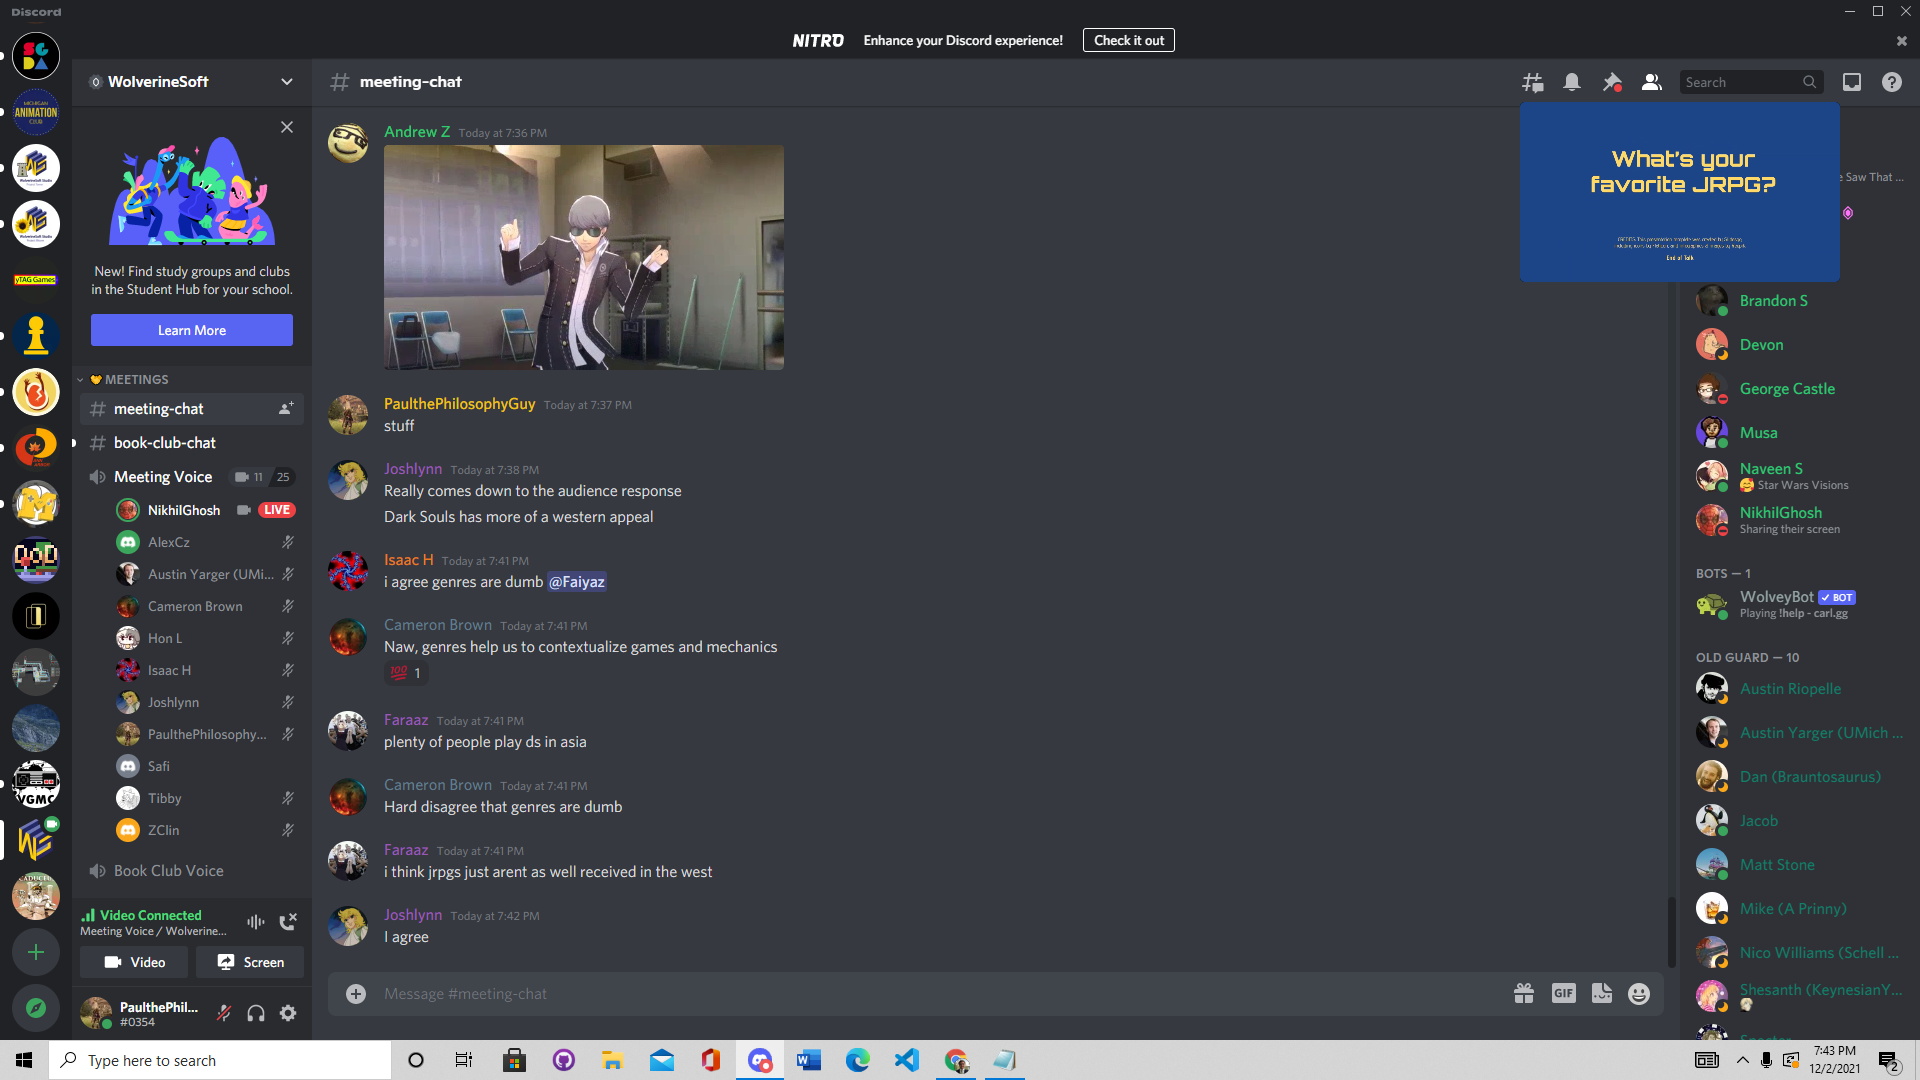 Discord
NITRO
Enhance your Discord experience!
Check it out
WolverineSoft
meeting-chat
Search
MICHIGAN
ANIMATION
CLUB
New! Find study groups and clubs
in the Student Hub for your school.
Learn More
yTAG Games
MEETINGS
meeting-chat
book-club-chat
Meeting Voice
11
25
NikhilGhosh
LIVE
AlexCz
Austin Yarger (UMi...
Cameron Brown
Hon L
Isaac H
Joshlynn
PaulthePhilosophy...
Safi
Tibby
ZClin
VGMC
Book Club Voice
Video Connected
Meeting Voice / Wolverine...
Video
Screen
PaulthePhil...
#0354
Andrew Z Today at 7:36 PM
PaulthePhilosophyGuy Today at 7:37 PM
stuff
Joshlynn Today at 7:38 PM
Really comes down to the audience response
Dark Souls has more of a western appeal
Isaac H Today at 7:41 PM
i agree genres are dumb @Faiyaz
Cameron Brown Today at 7:41 PM
Naw, genres help us to contextualize games and mechanics
100 1
Faraaz Today at 7:41 PM
plenty of people play ds in asia
Cameron Brown Today at 7:41 PM
Hard disagree that genres are dumb
Faraaz Today at 7:41 PM
i think jrpgs just arent as well received in the west
Joshlynn Today at 7:42 PM
I agree
Message #meeting-chat
GIF
What's your
favorite JRPG?
End of Talk
e Saw That ...
Brandon S
Devon
George Castle
Musa
Naveen S
Star Wars Visions
NikhilGhosh
Sharing their screen
BOTS — 1
WolveyBot BOT
Playing !help - carl.gg
OLD GUARD — 10
Austin Riopelle
Austin Yarger (UMich ...
Dan (Brauntosaurus)
Jacob
Matt Stone
Mike (A Prinny)
Nico Williams (Schell ...
Shesanth (KeynesianY...
Type here to search
7:43 PM
12/2/2021
2